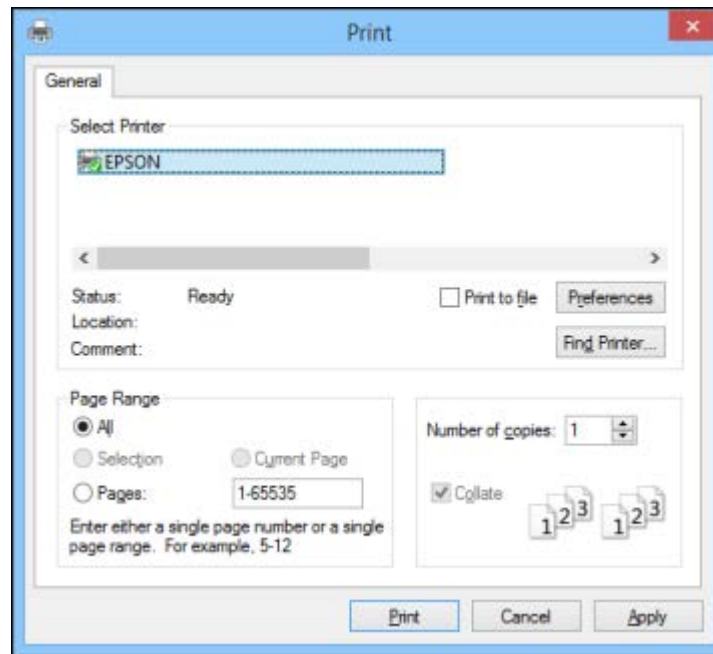 Print
General
Select Printer
EPSON
Status: Ready
Print to file
Preferences
Location:
Find Printer...
Comment:
Page Range
All
Selection
Current Page
Pages: 1-65535
Enter either a single page number or a single
page range. For example, 5-12
Number of copies: 1
Collate
1 2 3 1 2 3
Print Cancel Apply